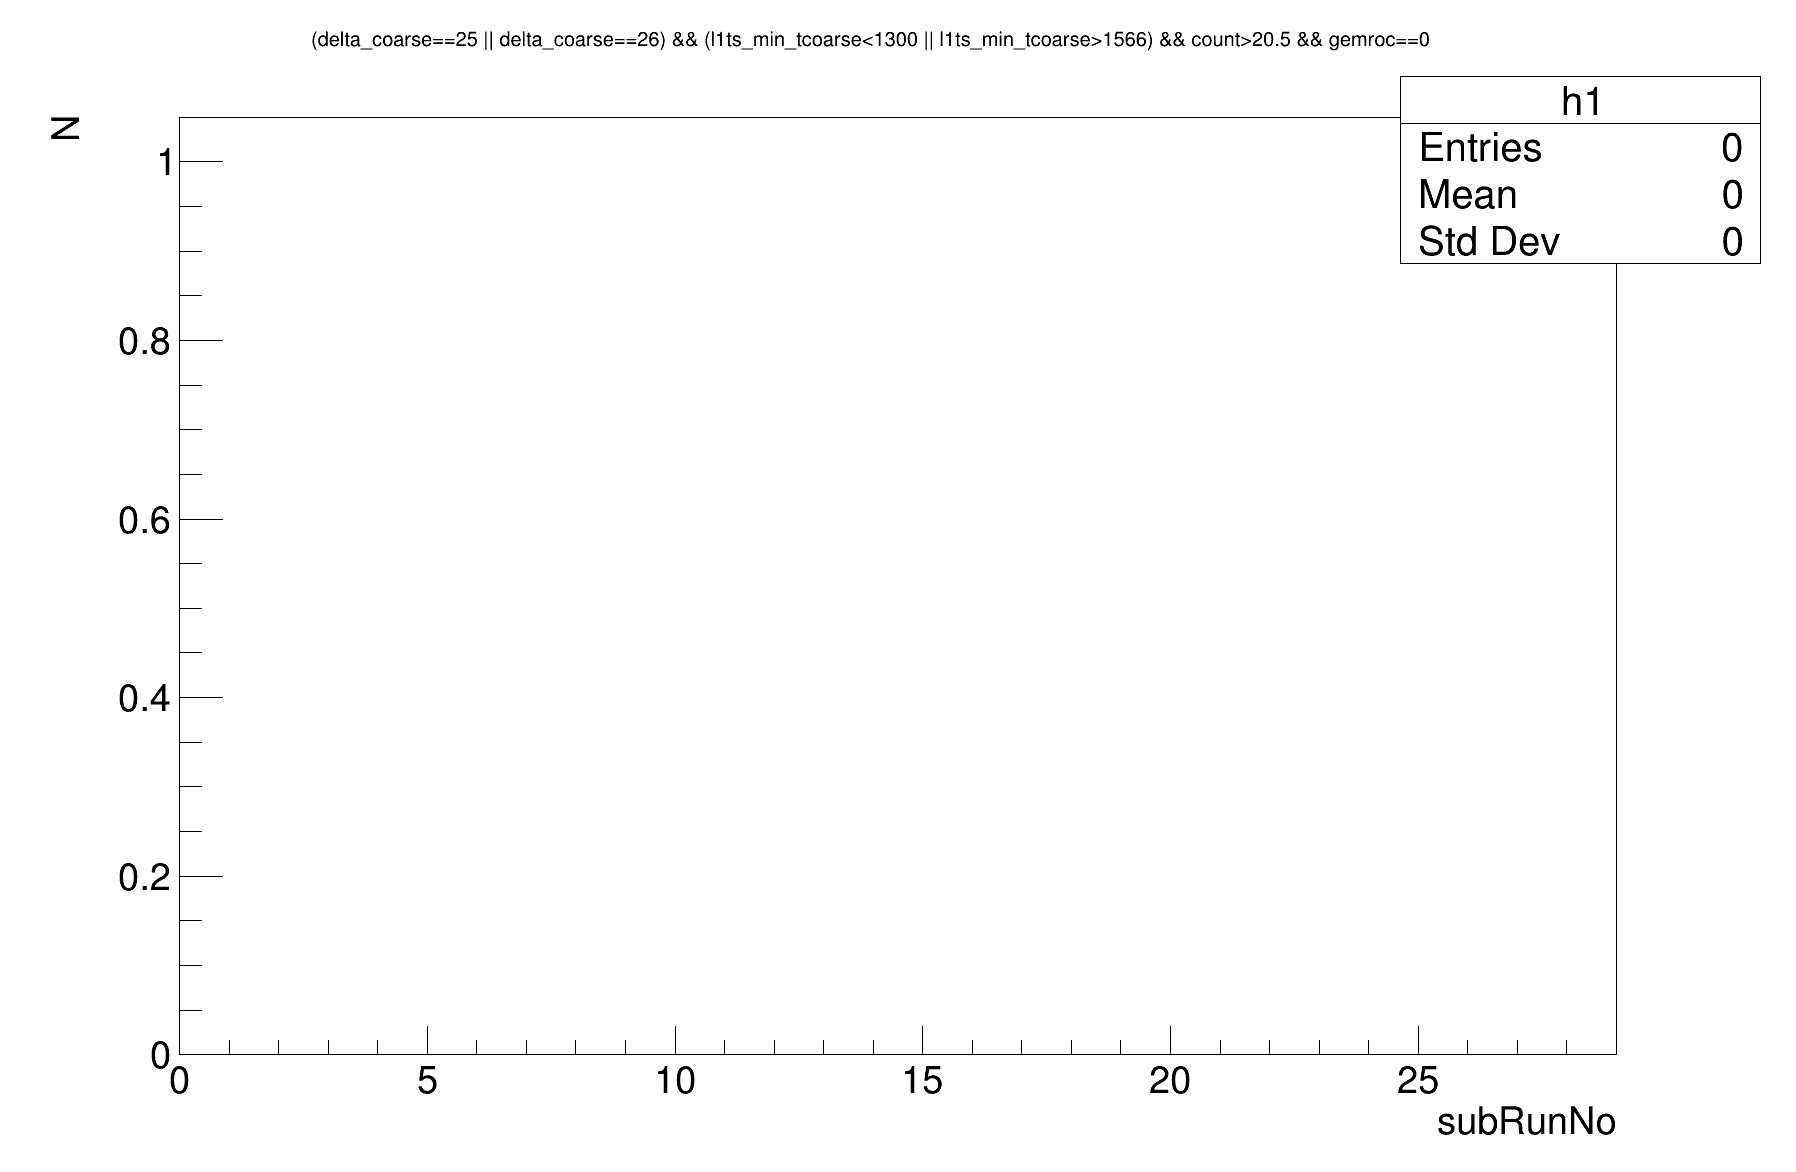 (delta_coarse==25 || delta_coarse==26) && (l1ts_min_tcoarse<1300 || l1ts_min_tcoarse>1566) && count>20.5 && gemroc==0
h1
Entries 0
Mean 0
Std Dev 0
N
1
0.8
0.6
0.4
0.2
0
0 5 10 15 20 25
subRunNo